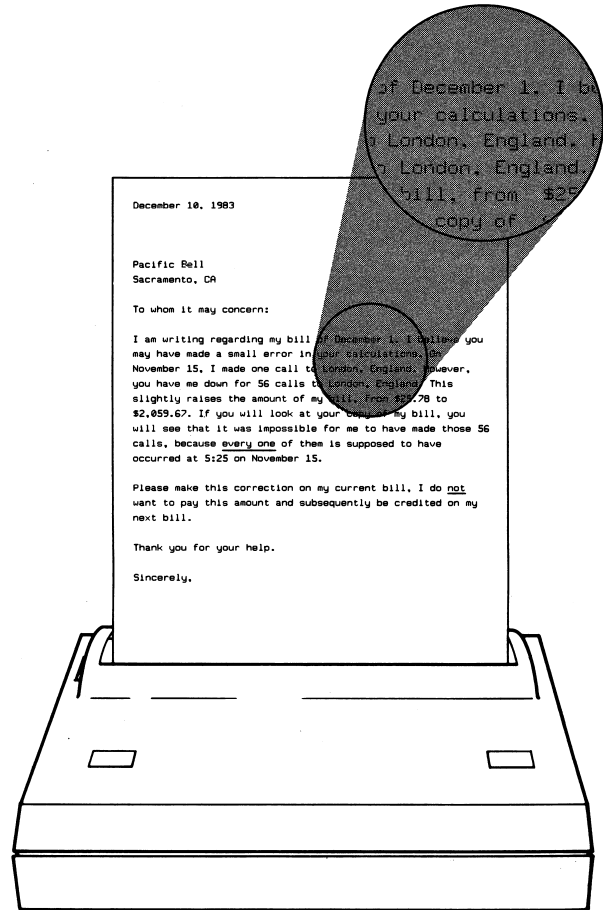 of December 1. I be
your calculations.
London, England. H
London, England.
bill, from $25
copy of
December 10, 1983
Pacific Bell
Sacramento, CA
To whom it may concern:
I am writing regarding my bill of December 1. I believe you
may have made a small error in your calculations. On
November 15, I made one call to London, England. However,
you have me down for 56 calls to London, England. This
slightly raises the amount of my bill, from $25.78 to
$2,059.67. If you will look at your copy of my bill, you
will see that it was impossible for me to have made those 56
calls, because every one of them is supposed to have
occurred at 5:25 on November 15.
Please make this correction on my current bill, I do not
want to pay this amount and subsequently be credited on my
next bill.
Thank you for your help.
Sincerely,